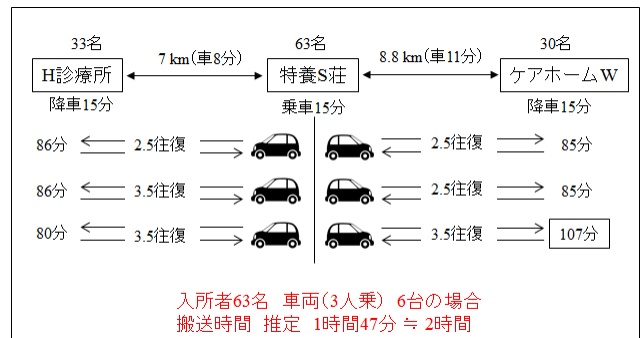 33名 63名 30名
7 km(車8分) 8.8 km(車11分)
H診療所 特養S荘 ケアホームW
降車15分 乗車15分 降車15分
86分 2.5往復 2.5往復 85分
86分 3.5往復 2.5往復 85分
80分 3.5往復 3.5往復 107分
入所者63名 車両(3人乗) 6台の場合
搬送時間 推定 1時間47分 ≒ 2時間